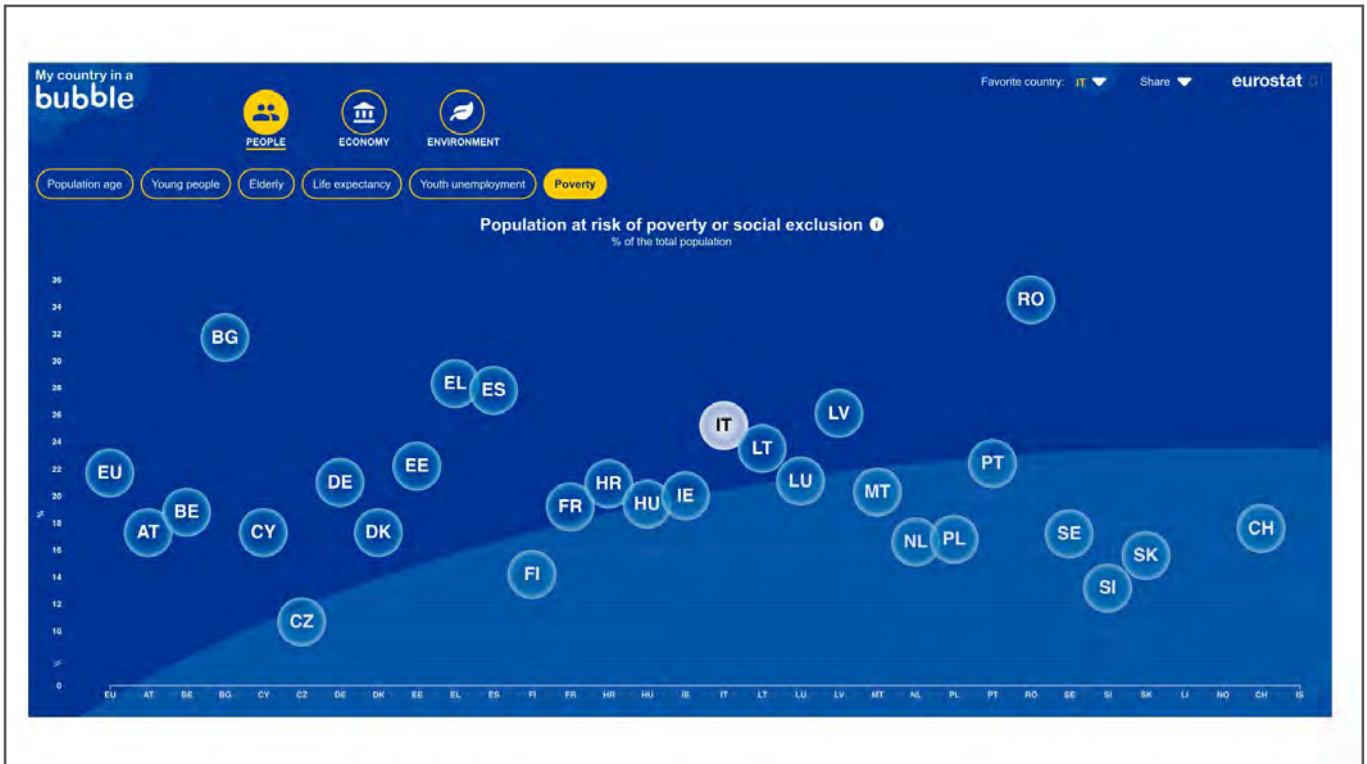 My country in a
bubble
Favorite country: IT
Share
eurostat
PEOPLE
ECONOMY
ENVIRONMENT
Population age
Young people
Elderly
Life expectancy
Youth unemployment
Poverty
Population at risk of poverty or social exclusion i
% of the total population
36
34
32
30
28
26
24
22
20
18
16
14
12
10
0
%
EU
AT
BE
BG
CY
CZ
DE
DK
EE
EL
ES
FI
FR
HR
HU
IE
IT
LT
LU
LV
MT
NL
PL
PT
RO
SE
SI
SK
CH
EU AT BE BG CY CZ DE DK EE EL ES FI FR HR HU IE IT LT LU LV MT NL PL PT RO SE SI SK LI NO CH IS